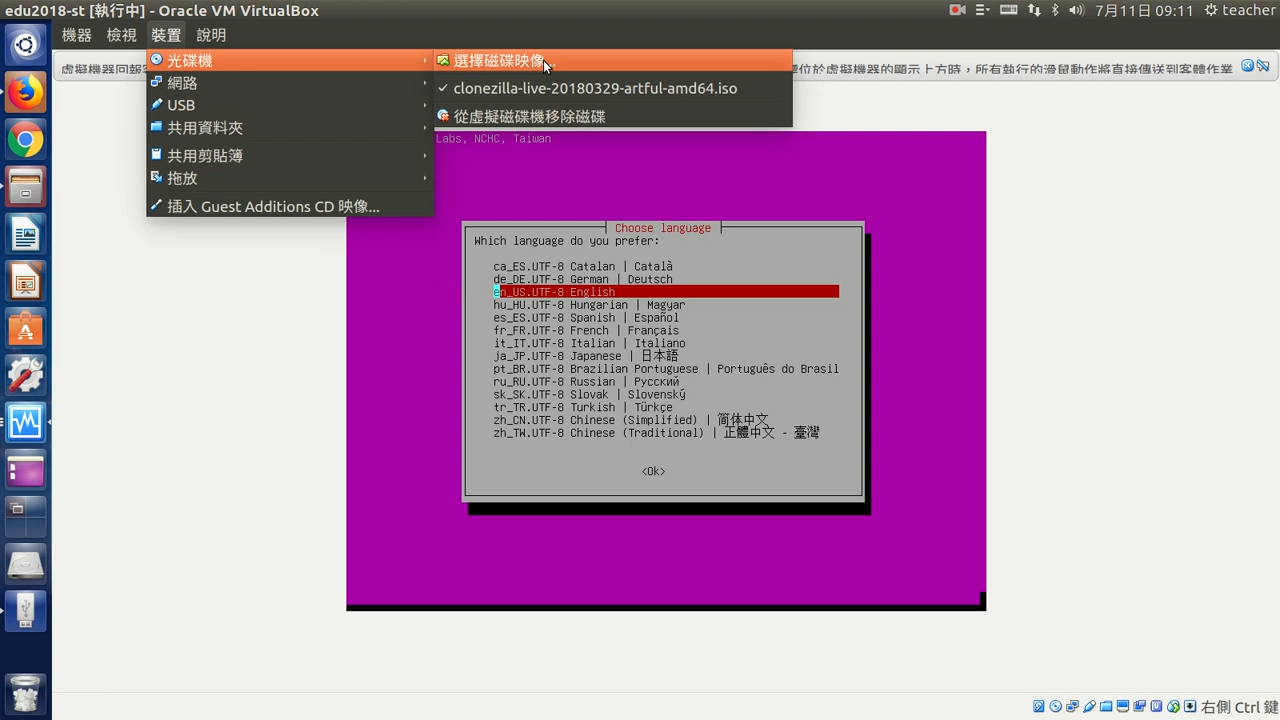 edu2018-st [執行中] - Oracle VM VirtualBox
7月11日 09:11 teacher
機器 檢視 裝置 說明
光碟機
網路
USB
共用資料夾
共用剪貼簿
拖放
插入 Guest Additions CD 映像...
選擇磁碟映像...
clonezilla-live-20180329-artful-amd64.iso
從虛擬磁碟機移除磁碟
虛擬機器回報客
位於虛擬機器的顯示上方時，所有執行的滑鼠動作將直接傳送到客體作業
Labs, NCHC, Taiwan
Choose language
Which language do you prefer:
ca_ES.UTF-8 Catalan | Català
de_DE.UTF-8 German | Deutsch
en_US.UTF-8 English
hu_HU.UTF-8 Hungarian | Magyar
es_ES.UTF-8 Spanish | Español
fr_FR.UTF-8 French | Français
it_IT.UTF-8 Italian | Italiano
ja_JP.UTF-8 Japanese | 日本語
pt_BR.UTF-8 Brazilian Portuguese | Português do Brasil
ru_RU.UTF-8 Russian | Русский
sk_SK.UTF-8 Slovak | Slovenský
tr_TR.UTF-8 Turkish | Türkçe
zh_CN.UTF-8 Chinese (Simplified) | 简体中文
zh_TW.UTF-8 Chinese (Traditional) | 正體中文 - 臺灣
<Ok>
右側 Ctrl 鍵